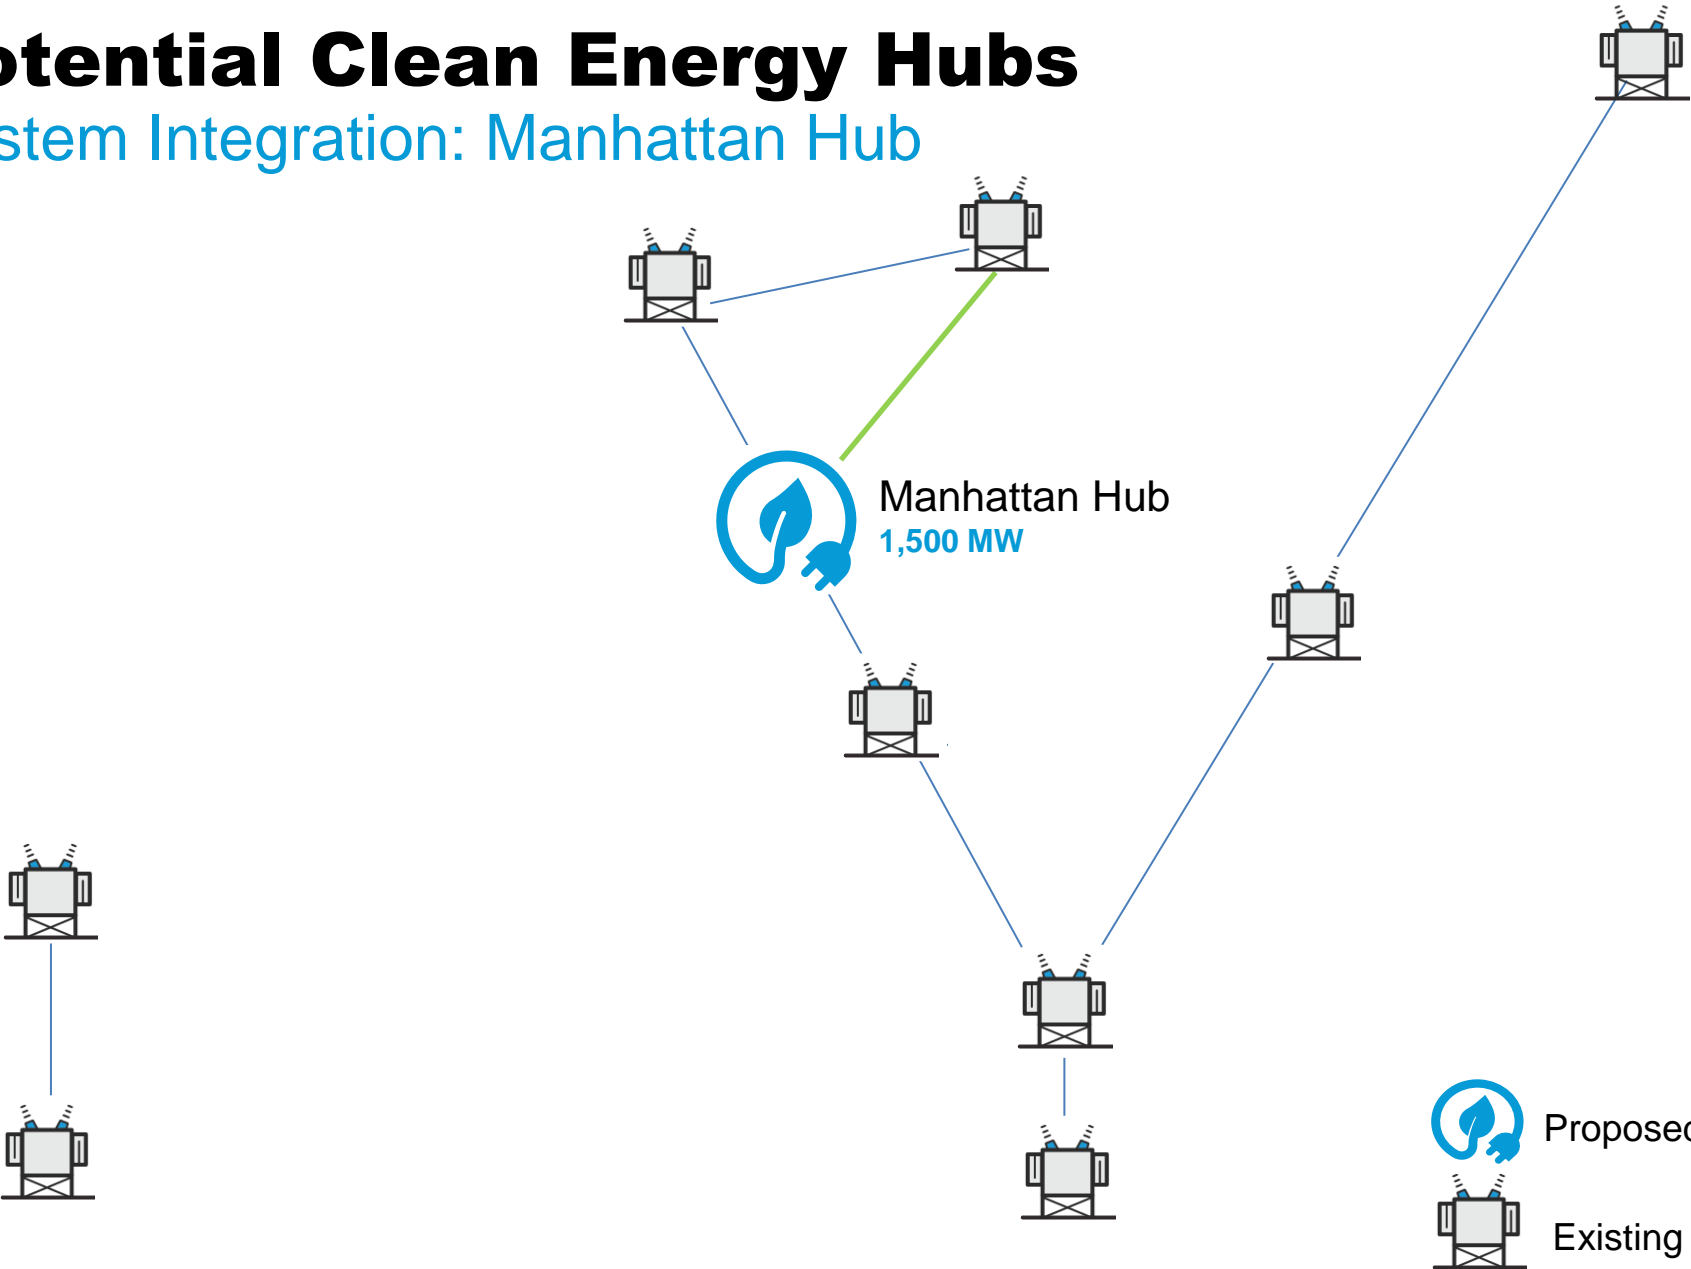 otential Clean Energy Hubs
stem Integration: Manhattan Hub
Manhattan Hub
1,500 MW
Proposed
Existing